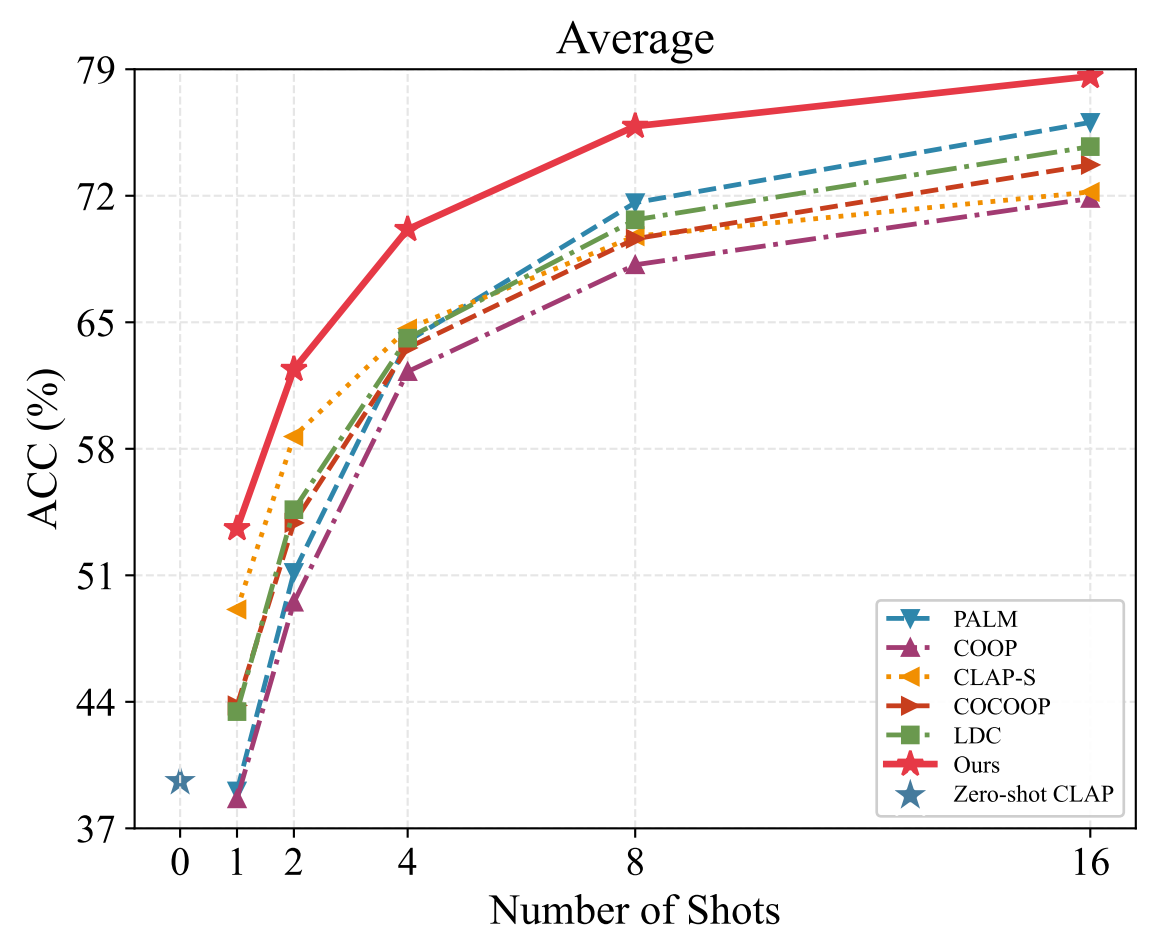 Average
79
72
65
58
51
44
37
ACC (%)
0 1 2 4 8 16
Number of Shots
PALM
COOP
CLAP-S
COCOOP
LDC
Ours
Zero-shot CLAP